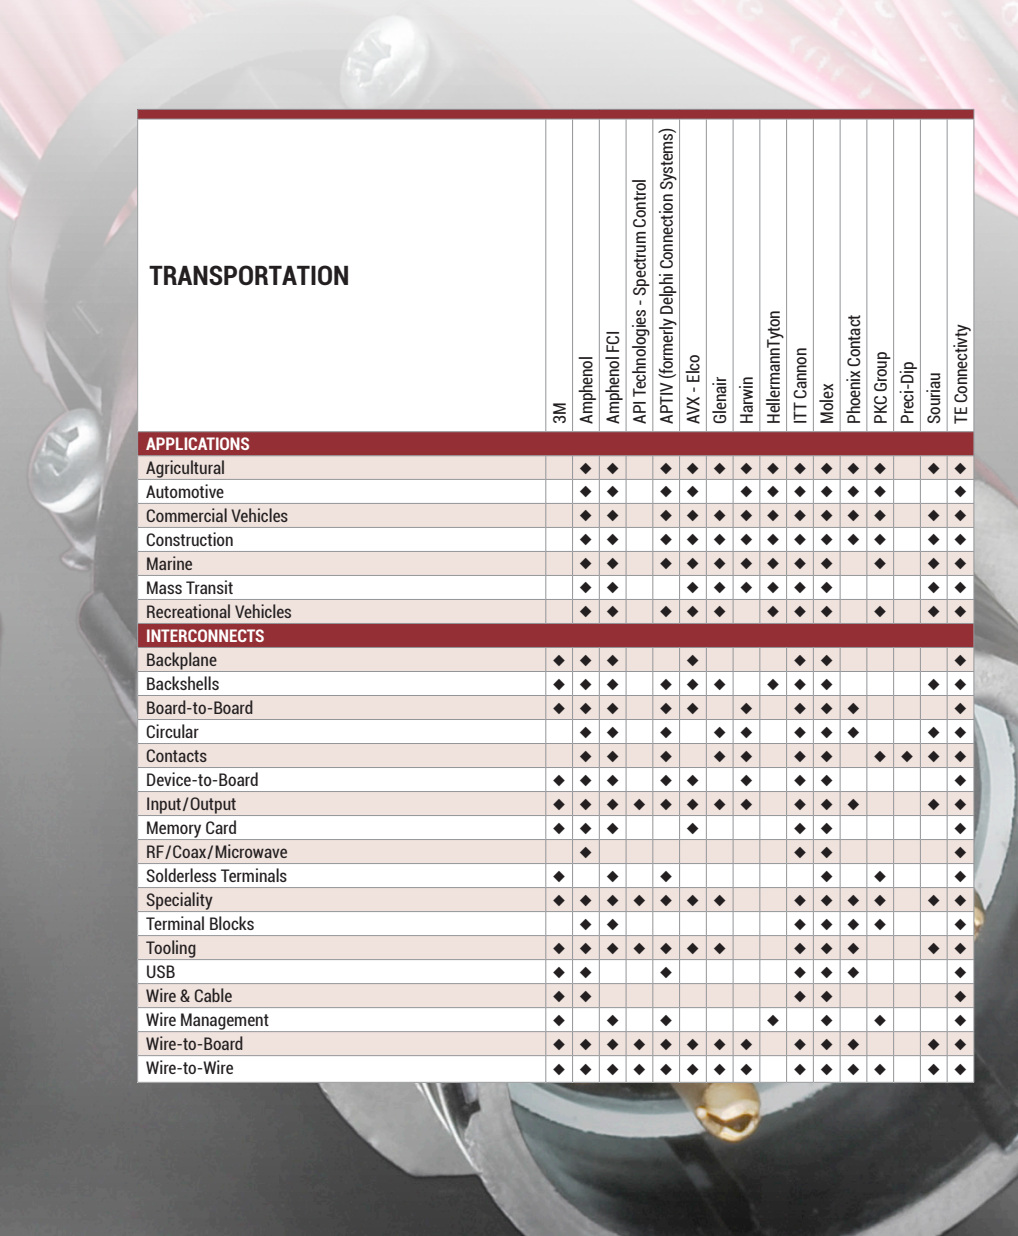 TRANSPORTATION
3M
Amphenol
Amphenol FCI
API Technologies - Spectrum Control
APTIV (formerly Delphi Connection Systems)
AVX - Elco
Glenair
Harwin
HellermannTyton
ITT Cannon
Molex
Phoenix Contact
PKC Group
Preci-Dip
Souriau
TE Connectivty
APPLICATIONS
Agricultural ◆ ◆ ◆ ◆ ◆ ◆ ◆ ◆ ◆ ◆ ◆ ◆ ◆
Automotive ◆ ◆ ◆ ◆ ◆ ◆ ◆ ◆ ◆ ◆ ◆
Commercial Vehicles ◆ ◆ ◆ ◆ ◆ ◆ ◆ ◆ ◆ ◆ ◆ ◆ ◆
Construction ◆ ◆ ◆ ◆ ◆ ◆ ◆ ◆ ◆ ◆ ◆ ◆ ◆
Marine ◆ ◆ ◆ ◆ ◆ ◆ ◆ ◆ ◆ ◆ ◆ ◆
Mass Transit ◆ ◆ ◆ ◆ ◆ ◆ ◆ ◆ ◆ ◆
Recreational Vehicles ◆ ◆ ◆ ◆ ◆ ◆ ◆ ◆ ◆ ◆ ◆
INTERCONNECTS
Backplane ◆ ◆ ◆ ◆ ◆ ◆ ◆
Backshells ◆ ◆ ◆ ◆ ◆ ◆ ◆ ◆ ◆ ◆ ◆
Board-to-Board ◆ ◆ ◆ ◆ ◆ ◆ ◆ ◆ ◆ ◆
Circular ◆ ◆ ◆ ◆ ◆ ◆ ◆ ◆ ◆ ◆
Contacts ◆ ◆ ◆ ◆ ◆ ◆ ◆ ◆ ◆ ◆ ◆
Device-to-Board ◆ ◆ ◆ ◆ ◆ ◆ ◆ ◆ ◆
Input/Output ◆ ◆ ◆ ◆ ◆ ◆ ◆ ◆ ◆ ◆ ◆ ◆ ◆
Memory Card ◆ ◆ ◆ ◆ ◆ ◆ ◆
RF/Coax/Microwave ◆ ◆ ◆ ◆
Solderless Terminals ◆ ◆ ◆ ◆ ◆ ◆
Speciality ◆ ◆ ◆ ◆ ◆ ◆ ◆ ◆ ◆ ◆ ◆ ◆ ◆
Terminal Blocks ◆ ◆ ◆ ◆ ◆ ◆ ◆
Tooling ◆ ◆ ◆ ◆ ◆ ◆ ◆ ◆ ◆ ◆ ◆ ◆
USB ◆ ◆ ◆ ◆ ◆ ◆ ◆
Wire & Cable ◆ ◆ ◆ ◆ ◆
Wire Management ◆ ◆ ◆ ◆ ◆ ◆ ◆
Wire-to-Board ◆ ◆ ◆ ◆ ◆ ◆ ◆ ◆ ◆ ◆ ◆ ◆ ◆
Wire-to-Wire ◆ ◆ ◆ ◆ ◆ ◆ ◆ ◆ ◆ ◆ ◆ ◆ ◆ ◆